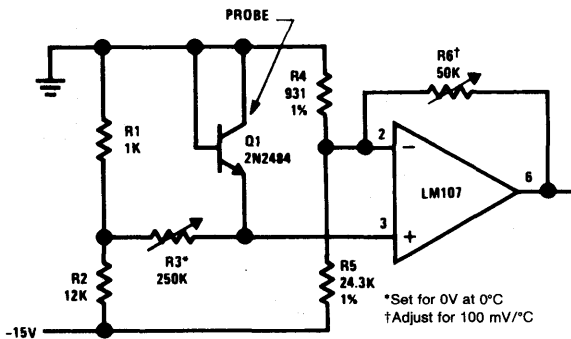 PROBE
R1
1K
R2
12K
-15V
R3*
250K
Q1
2N2484
R4
931
1%
R5
24.3K
1%
R6†
50K
2
−
3
+
LM107
6
*Set for 0V at 0°C
†Adjust for 100 mV/°C